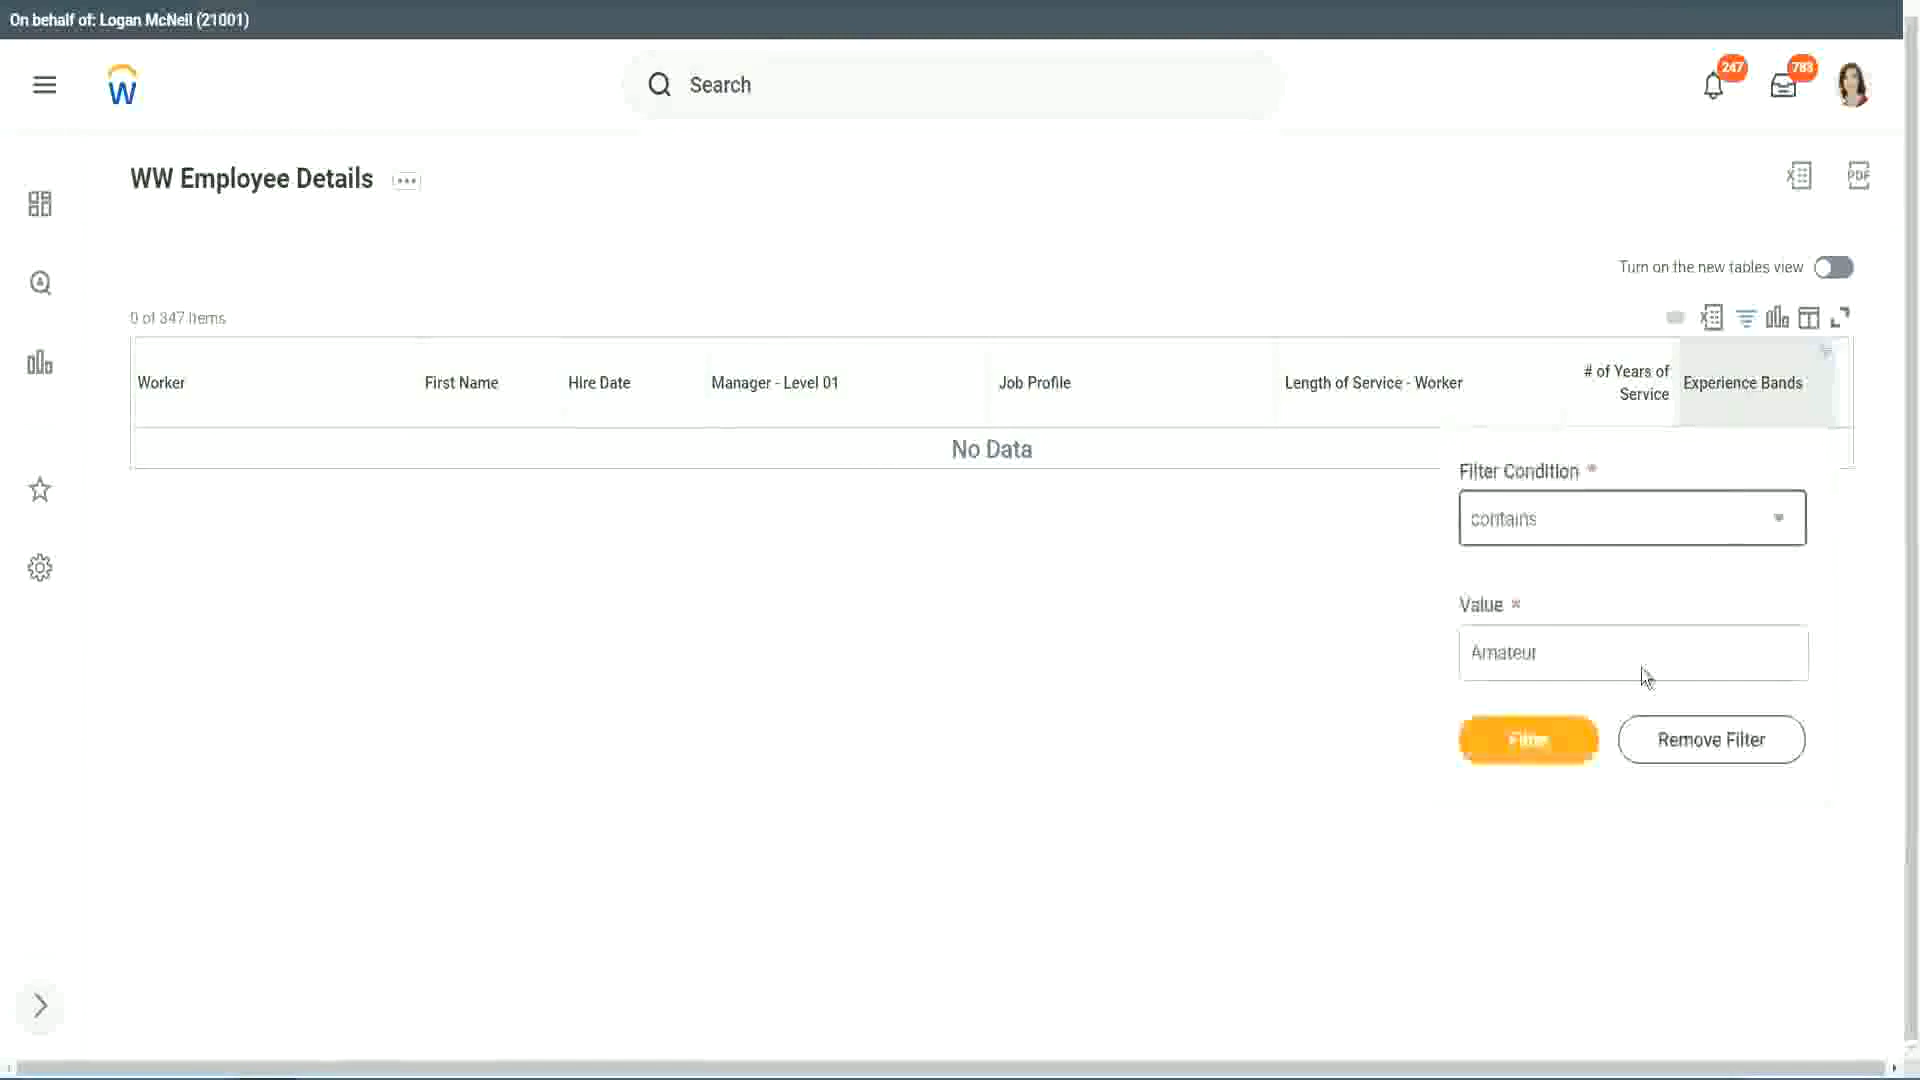 On behalf of: Logan McNeil (21001)
W
Search
247
783
WW Employee Details
X
PDF
Turn on the new tables view
0 of 347 items
X
Worker
First Name
Hire Date
Manager - Level 01
Job Profile
Length of Service - Worker
# of Years of
Service
Experience Bands
No Data
Filter Condition *
contains
Value *
Amateur
Filter
Remove Filter